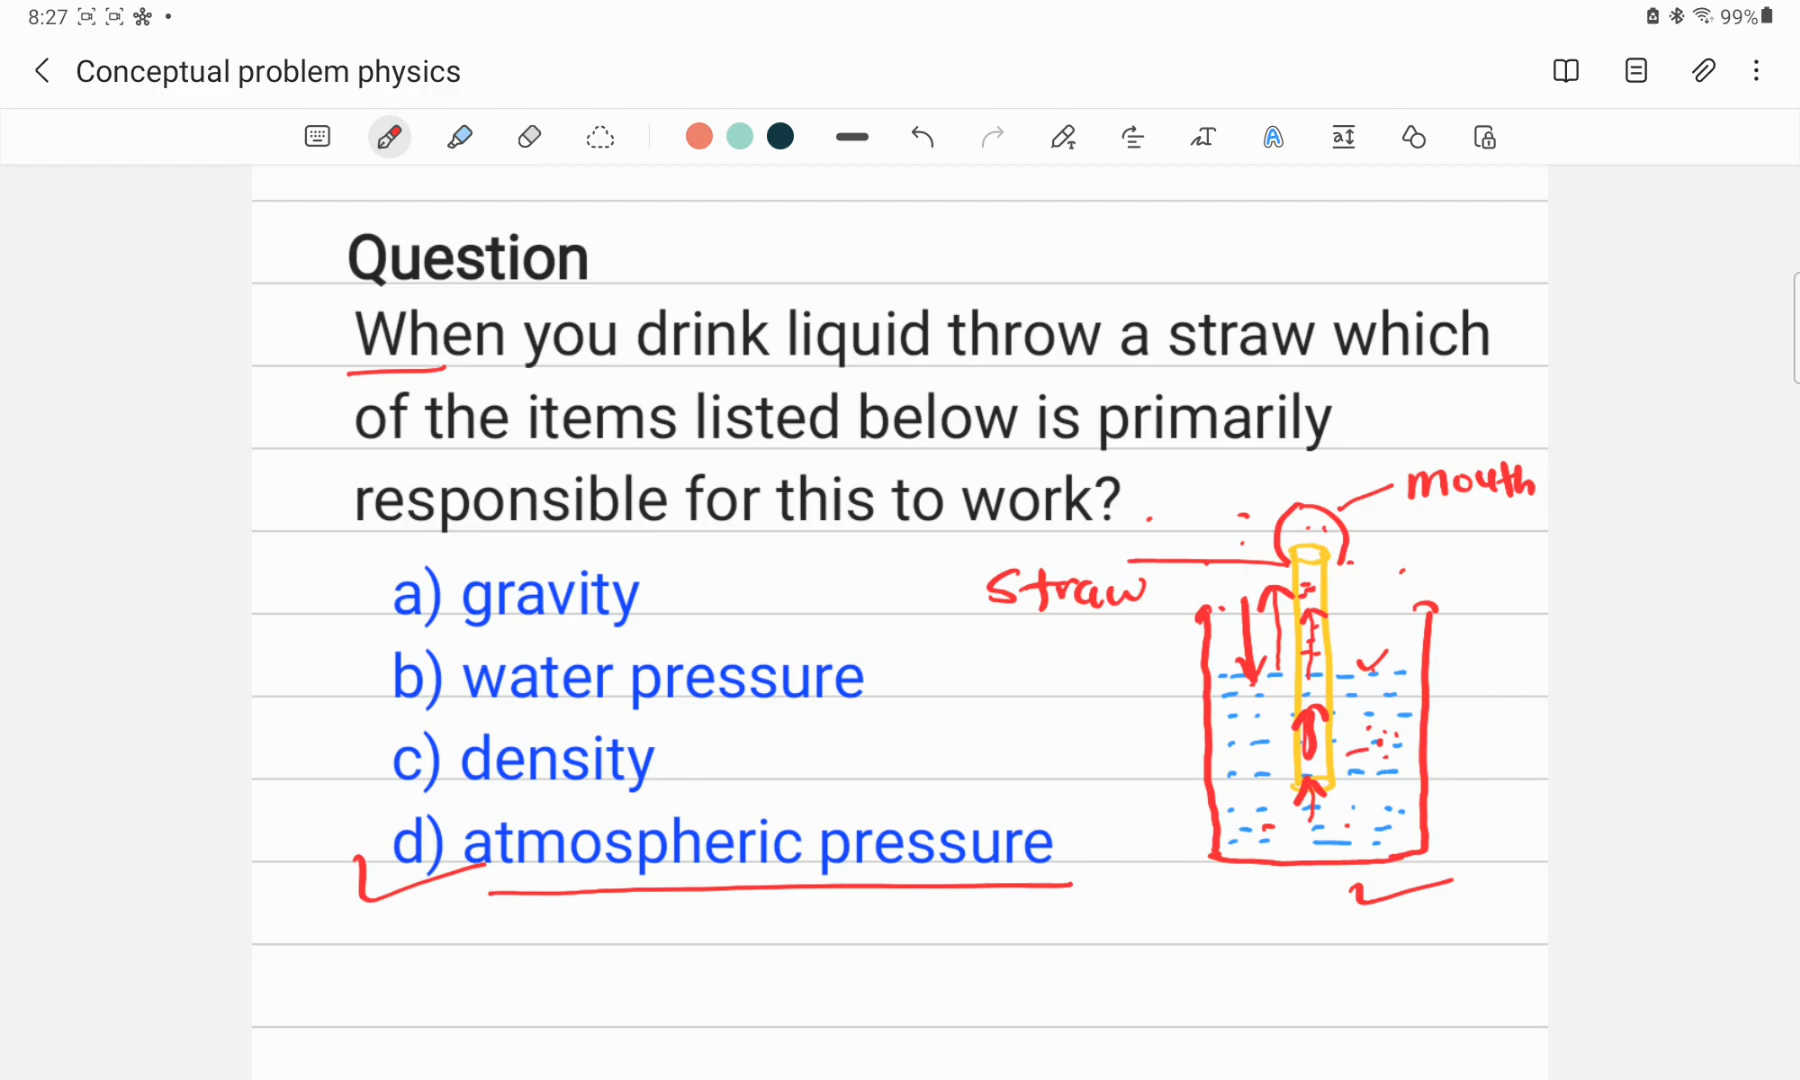 8:27
99%
Conceptual problem physics
Question
When you drink liquid throw a straw which
of the items listed below is primarily
responsible for this to work?
mouth
straw
a) gravity
b) water pressure
c) density
d) atmospheric pressure